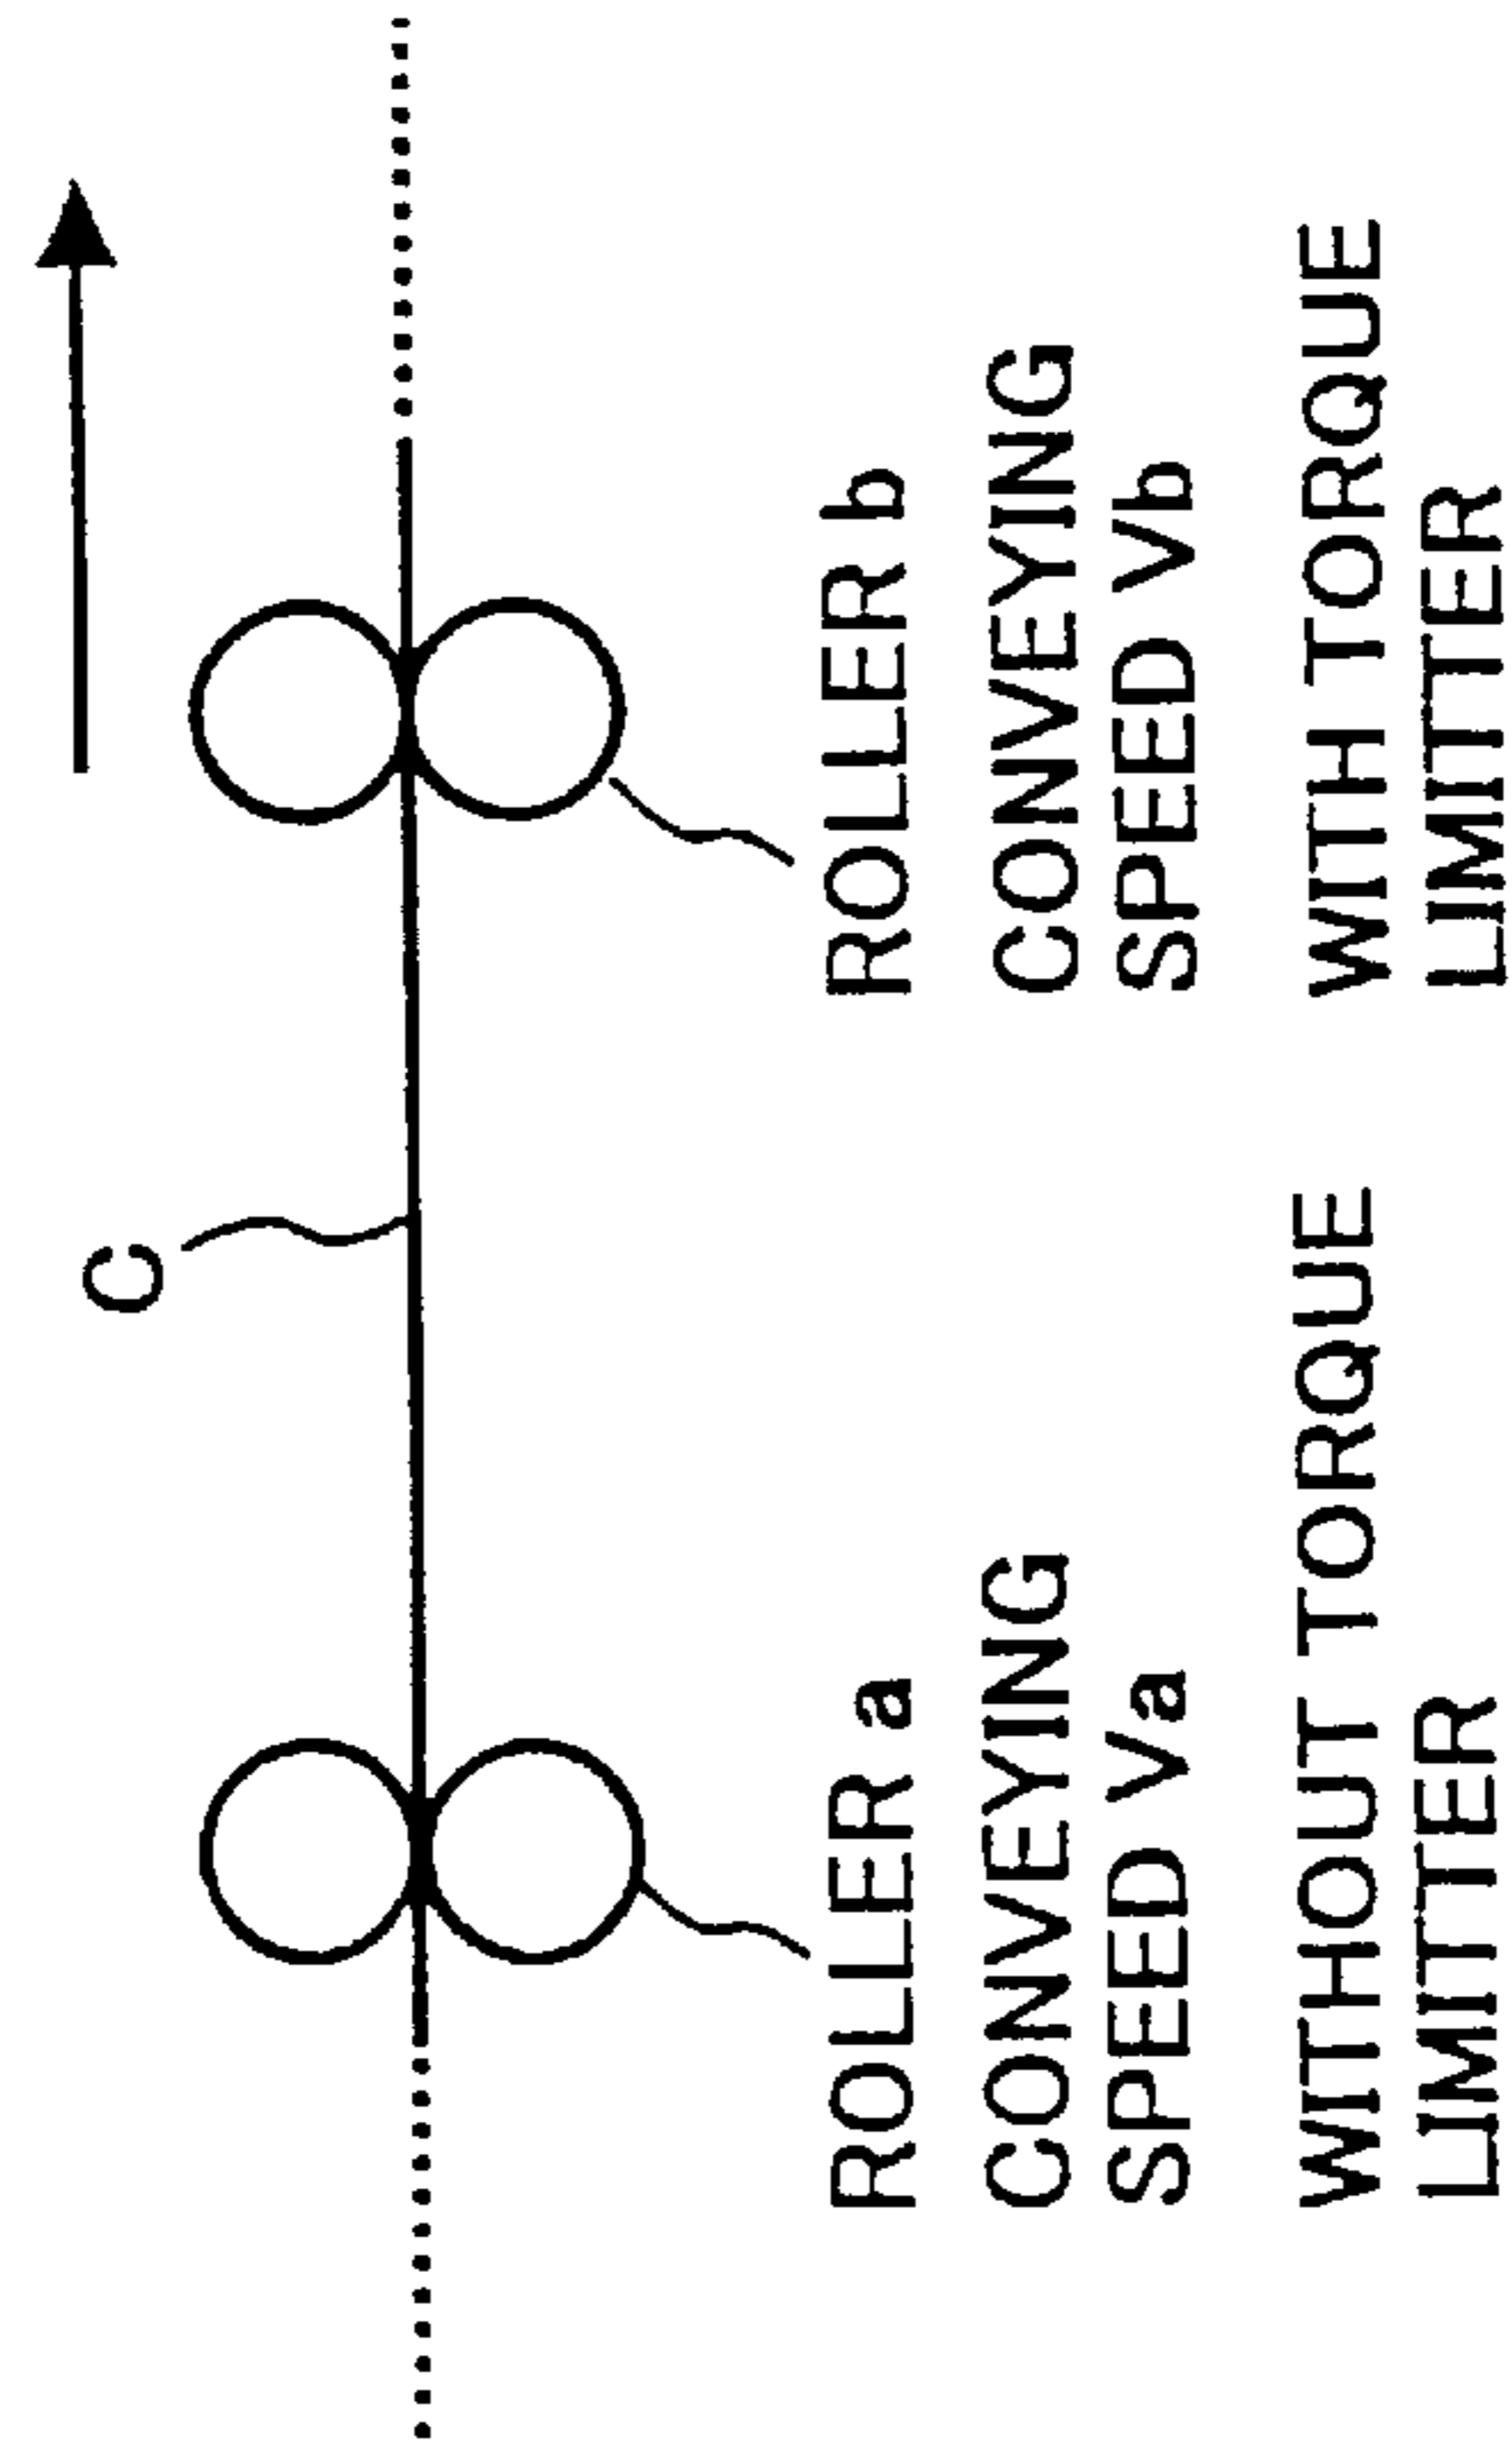 C
ROLLER a
CONVEYING
SPEED Va
WITHOUT TORQUE
LIMITTER
ROLLER b
CONVEYING
SPEED Vb
WITH TORQUE
LIMITTER